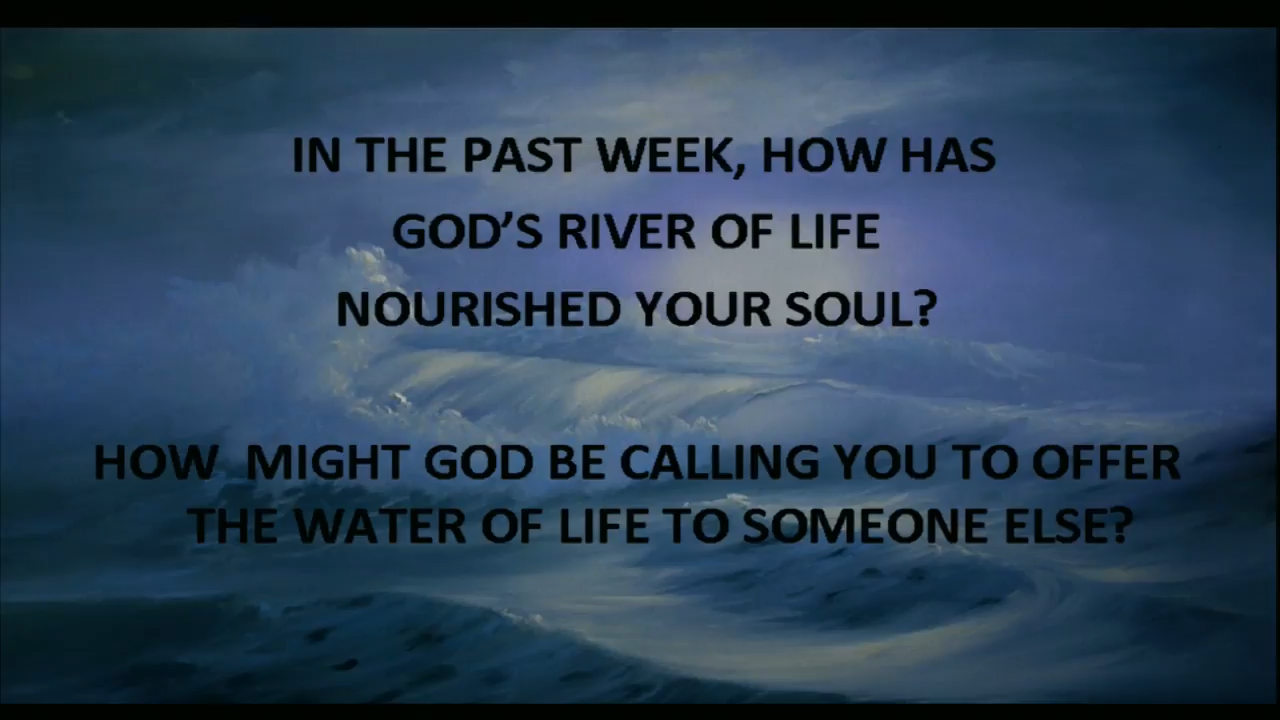 IN THE PAST WEEK, HOW HAS
GOD’S RIVER OF LIFE
NOURISHED YOUR SOUL?
HOW  MIGHT GOD BE CALLING YOU TO OFFER
THE WATER OF LIFE TO SOMEONE ELSE?